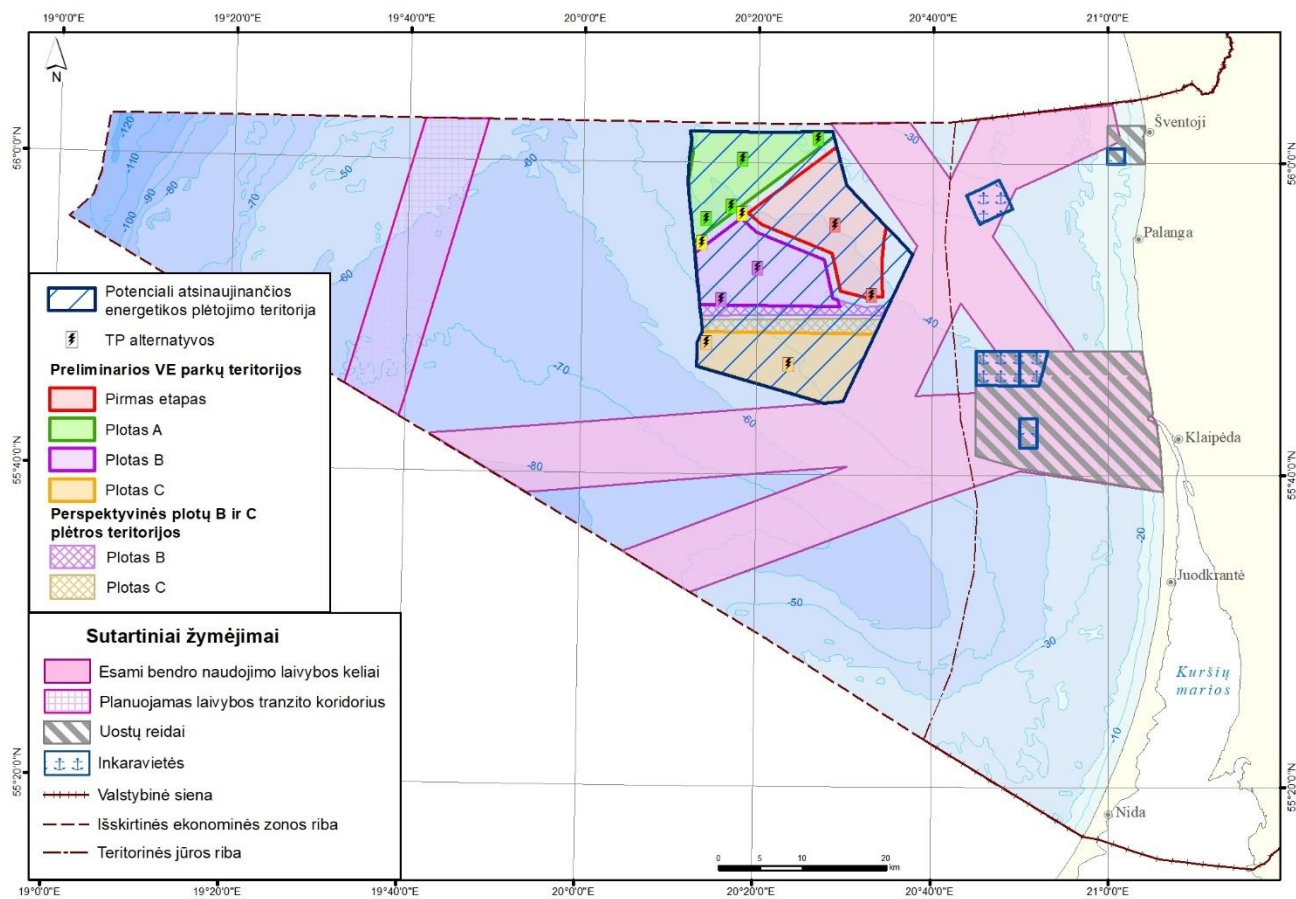 19°0'0"E
19°20'0"E
19°40'0"E
20°0'0"E
20°20'0"E
20°40'0"E
21°0'0"E
N
56°0'0"N
56°0'0"N
55°40'0"N
55°40'0"N
55°20'0"N
55°20'0"N
-120
-110
-100
-90
-80
-70
-50
-60
-60
-60
-70
-80
-60
-50
-40
-30
-30
-20
-10
Šventoji
Palanga
Klaipėda
Juodkrantė
Kuršių
marios
Nida
Potenciali atsinaujinančios
energetikos plėtojimo teritorija
TP alternatyvos
Preliminarios VE parkų teritorijos
Pirmas etapas
Plotas A
Plotas B
Plotas C
Perspektyvinės plotų B ir C
plėtros teritorijos
Plotas B
Plotas C
Sutartiniai žymėjimai
Esami bendro naudojimo laivybos keliai
Planuojamas laivybos tranzito koridorius
Uostų reidai
Inkaravietės
Valstybinė siena
Išskirtinės ekonominės zonos riba
Teritorinės jūros riba
0 5 10 20
km
19°0'0"E
19°20'0"E
19°40'0"E
20°0'0"E
20°20'0"E
20°40'0"E
21°0'0"E